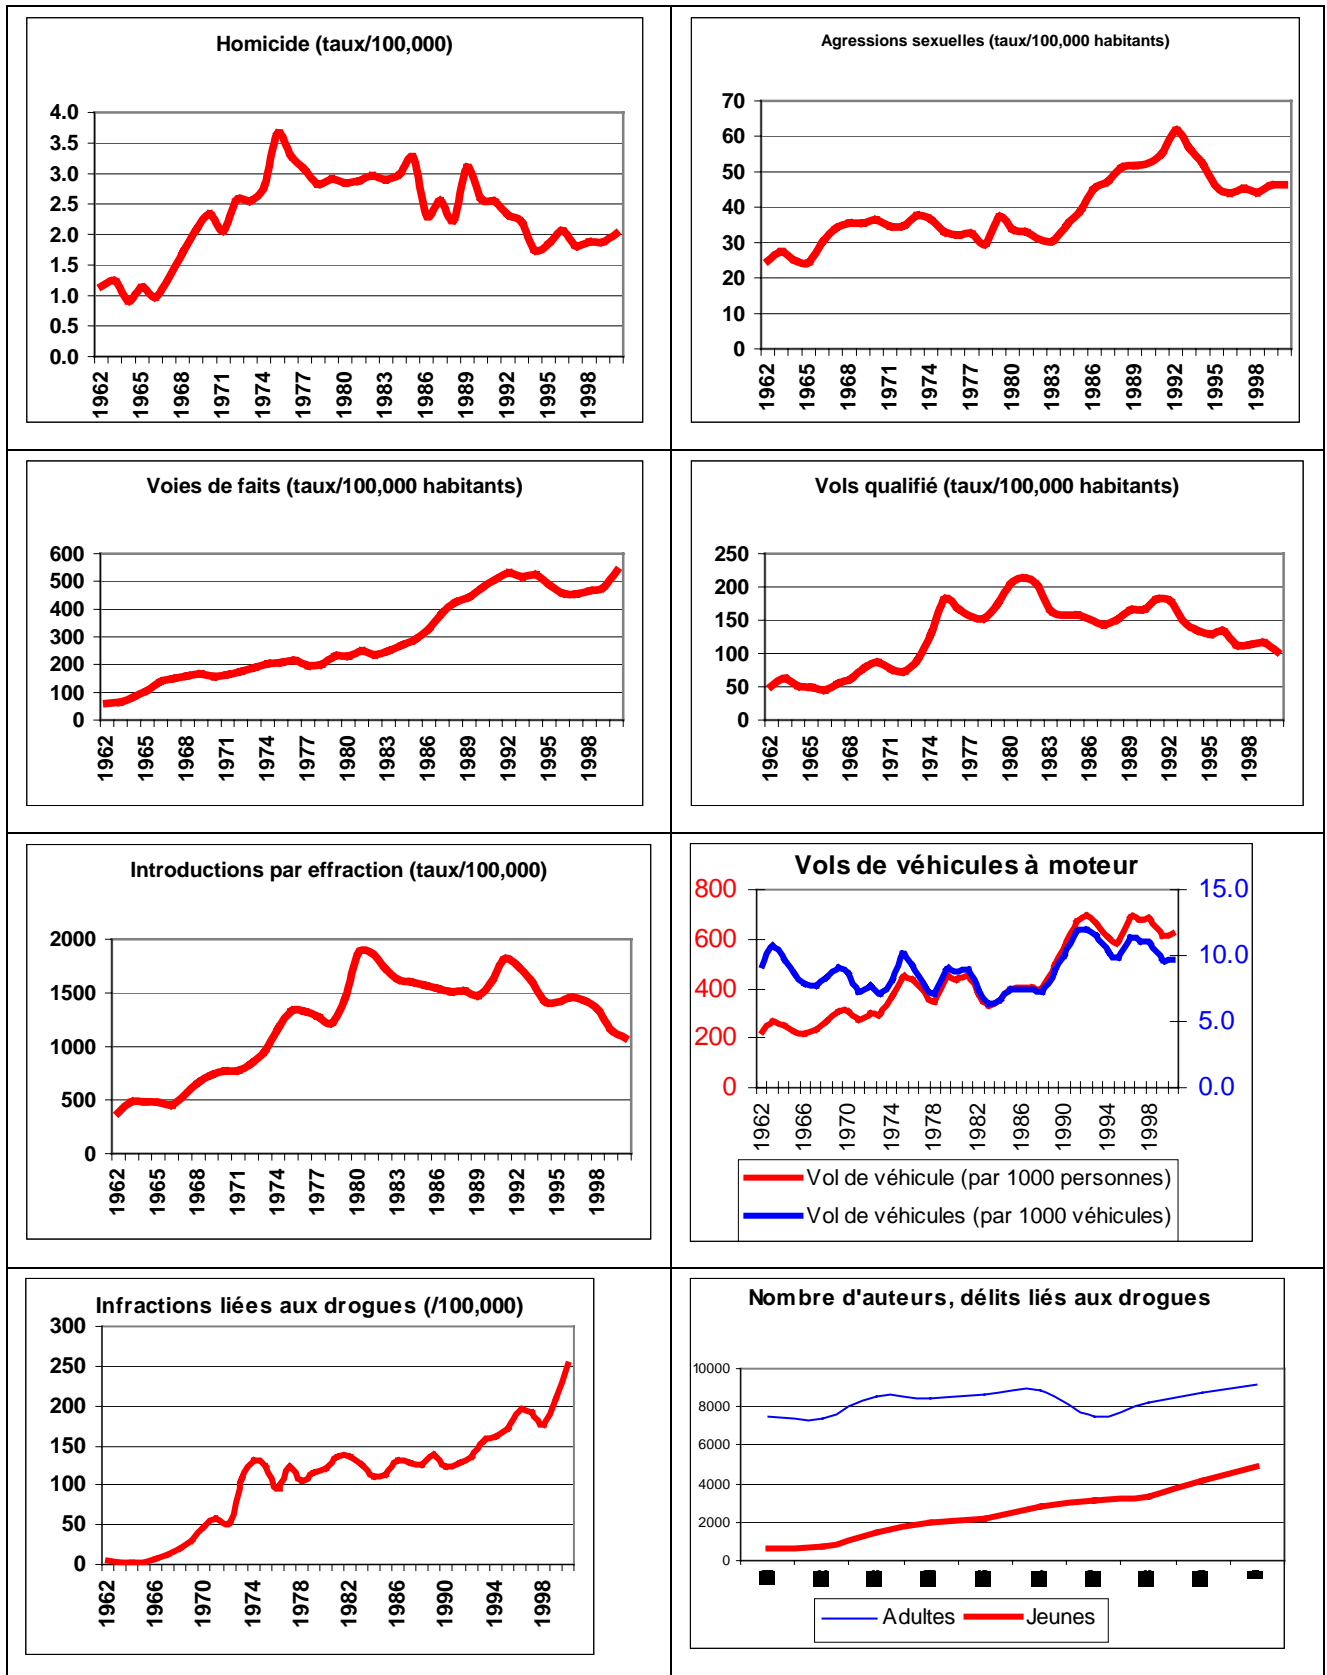 Homicide (taux/100,000)
4.0
3.5
3.0
2.5
2.0
1.5
1.0
0.5
0.0
1962 1965 1968 1971 1974 1977 1980 1983 1986 1989 1992 1995 1998
Agressions sexuelles (taux/100,000 habitants)
70
60
50
40
30
20
10
0
1962 1965 1968 1971 1974 1977 1980 1983 1986 1989 1992 1995 1998
Voies de faits (taux/100,000 habitants)
600
500
400
300
200
100
0
1962 1965 1968 1971 1974 1977 1980 1983 1986 1989 1992 1995 1998
Vols qualifié (taux/100,000 habitants)
250
200
150
100
50
0
1962 1965 1968 1971 1974 1977 1980 1983 1986 1989 1992 1995 1998
Introductions par effraction (taux/100,000)
2000
1500
1000
500
0
1962 1965 1968 1971 1974 1977 1980 1983 1986 1989 1992 1995 1998
Vols de véhicules à moteur
800 15.0
600 10.0
400 5.0
200
0 0.0
1962 1966 1970 1974 1978 1982 1986 1990 1994 1998
Vol de véhicule (par 1000 personnes)
Vol de véhicules (par 1000 véhicules)
Infractions liées aux drogues (/100,000)
300
250
200
150
100
50
0
1962 1966 1970 1974 1978 1982 1986 1990 1994 1998
Nombre d'auteurs, délits liés aux drogues
10000
8000
6000
4000
2000
0
Adultes Jeunes